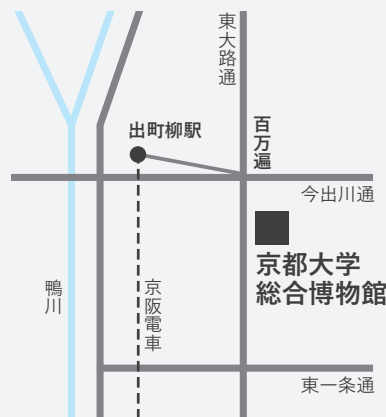 東大路通
出町柳駅
百万遍
今出川通
京都大学
総合博物館
鴨川
京阪電車
東一条通